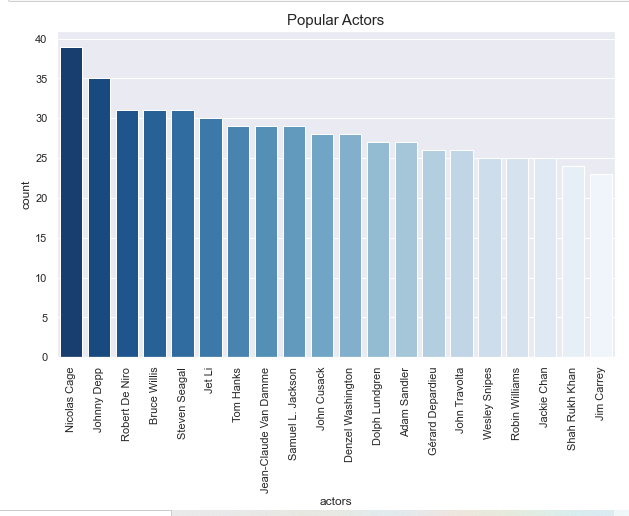 Popular Actors
40
35
30
25
20
15
10
5
0
count
Nicolas Cage
Johnny Depp
Robert De Niro
Bruce Willis
Steven Seagal
Jet Li
Tom Hanks
Jean-Claude Van Damme
Samuel L. Jackson
John Cusack
Denzel Washington
Dolph Lundgren
Adam Sandler
Gérard Depardieu
John Travolta
Wesley Snipes
Robin Williams
Jackie Chan
Shah Rukh Khan
Jim Carrey
actors